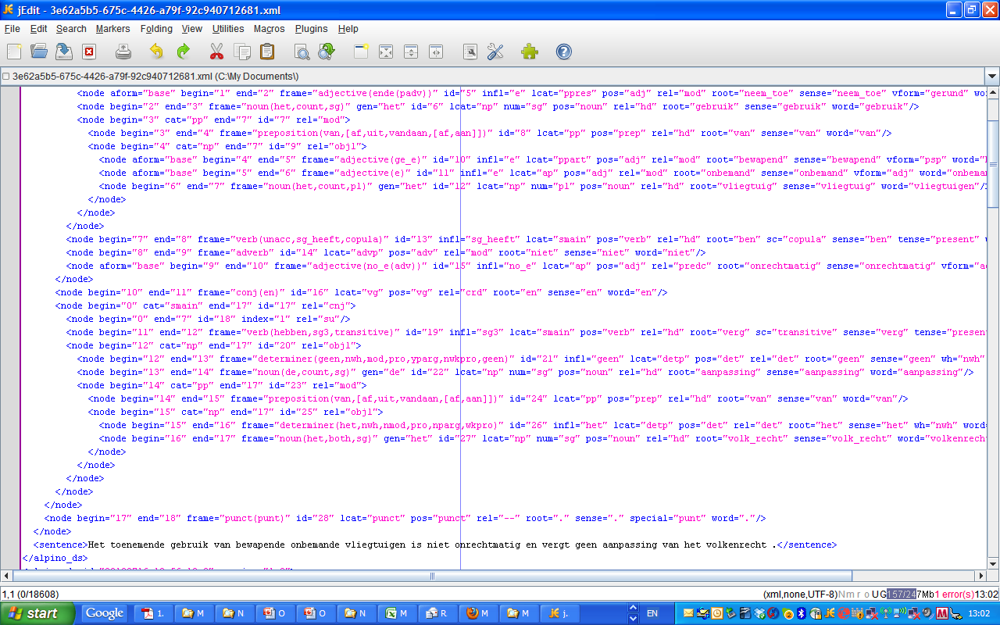 jEdit - 3e62a5b5-675c-4426-a79f-92c940712681.xml
File Edit Search Markers Folding View Utilities Macros Plugins Help
3e62a5b5-675c-4426-a79f-92c940712681.xml (C:\My Documents\)
<node aform="base" begin="1" end="2" frame="adjective(ende(padv))" id="5" infl="e" lcat="ppres" pos="adj" rel="mod" root="neem_toe" sense="neem_toe" vform="gerund" wor
<node begin="2" end="3" frame="noun(het,count,sg)" gen="het" id="6" lcat="np" num="sg" pos="noun" rel="hd" root="gebruik" sense="gebruik" word="gebruik"/>
<node begin="3" cat="pp" end="7" id="7" rel="mod">
<node begin="3" end="4" frame="preposition(van,[af,uit,vandaan,[af,aan]])" id="8" lcat="pp" pos="prep" rel="hd" root="van" sense="van" word="van"/>
<node begin="4" cat="np" end="7" id="9" rel="obj1">
<node aform="base" begin="4" end="5" frame="adjective(ge_e)" id="10" infl="e" lcat="ppart" pos="adj" rel="mod" root="bewapend" sense="bewapend" vform="psp" word="
<node aform="base" begin="5" end="6" frame="adjective(e)" id="11" infl="e" lcat="ap" pos="adj" rel="mod" root="onbemand" sense="onbemand" vform="adj" word="onbeman
<node begin="6" end="7" frame="noun(het,count,pl)" gen="het" id="12" lcat="np" num="pl" pos="noun" rel="hd" root="vliegtuig" sense="vliegtuig" word="vliegtuigen"/
</node>
</node>
</node>
<node begin="7" end="8" frame="verb(unacc,sg_heeft,copula)" id="13" infl="sg_heeft" lcat="smain" pos="verb" rel="hd" root="ben" sc="copula" sense="ben" tense="present"
<node begin="8" end="9" frame="adverb" id="14" lcat="advp" pos="adv" rel="mod" root="niet" sense="niet" word="niet"/>
<node aform="base" begin="9" end="10" frame="adjective(no_e(adv))" id="15" infl="no_e" lcat="ap" pos="adj" rel="predc" root="onrechtmatig" sense="onrechtmatig" vform="a
</node>
<node begin="10" end="11" frame="conj(en)" id="16" lcat="vg" pos="vg" rel="crd" root="en" sense="en" word="en"/>
<node begin="0" cat="smain" end="17" id="17" rel="cnj">
<node begin="0" end="7" id="18" index="1" rel="su"/>
<node begin="11" end="12" frame="verb(hebben,sg3,transitive)" id="19" infl="sg3" lcat="smain" pos="verb" rel="hd" root="verg" sc="transitive" sense="verg" tense="presen
<node begin="12" cat="np" end="17" id="20" rel="obj1">
<node begin="12" end="13" frame="determiner(geen,nwh,mod,pro,yparg,nwkpro,geen)" id="21" infl="geen" lcat="detp" pos="det" rel="det" root="geen" sense="geen" wh="nwh"
<node begin="13" end="14" frame="noun(de,count,sg)" gen="de" id="22" lcat="np" num="sg" pos="noun" rel="hd" root="aanpassing" sense="aanpassing" word="aanpassing"/>
<node begin="14" cat="pp" end="17" id="23" rel="mod">
<node begin="14" end="15" frame="preposition(van,[af,uit,vandaan,[af,aan]])" id="24" lcat="pp" pos="prep" rel="hd" root="van" sense="van" word="van"/>
<node begin="15" cat="np" end="17" id="25" rel="obj1">
<node begin="15" end="16" frame="determiner(het,nwh,nmod,pro,nparg,wkpro)" id="26" infl="het" lcat="detp" pos="det" rel="det" root="het" sense="het" wh="nwh" word
<node begin="16" end="17" frame="noun(het,both,sg)" gen="het" id="27" lcat="np" num="sg" pos="noun" rel="hd" root="volk_recht" sense="volk_recht" word="volkenrech
</node>
</node>
</node>
</node>
</node>
<node begin="17" end="18" frame="punct(punt)" id="28" lcat="punct" pos="punct" rel="--" root="." sense="." special="punt" word="."/>
</node>
<sentence>Het toenemende gebruik van bewapende onbemande vliegtuigen is niet onrechtmatig en vergt geen aanpassing van het volkenrecht .</sentence>
</alpino_ds>
1,1 (0/18608) (xml,none,UTF-8)Nm r o UG157/247Mb1 error(s)13:02
start Google 1. M N O O N M R M M j. EN 13:02